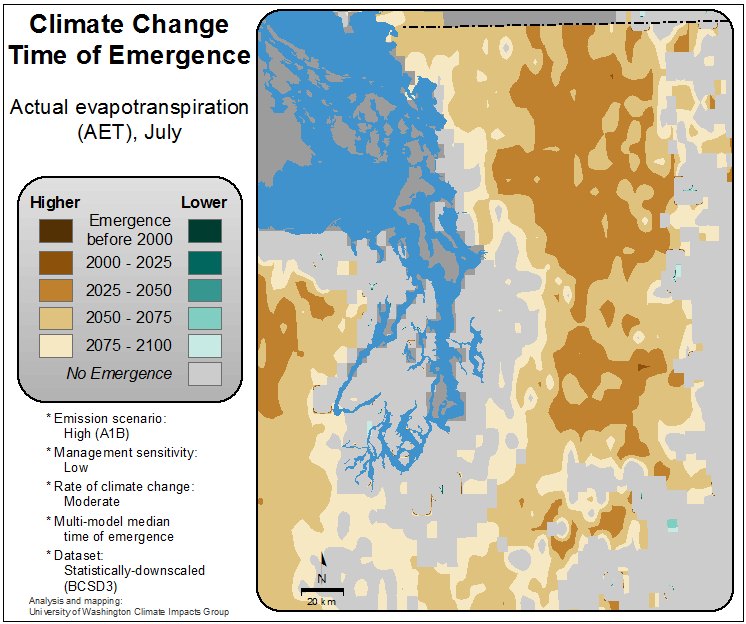 Climate Change
Time of Emergence
Actual evapotranspiration
(AET), July
Higher Lower
Emergence
before 2000
2000 - 2025
2025 - 2050
2050 - 2075
2075 - 2100
No Emergence
* Emission scenario:
High (A1B)
* Management sensitivity:
Low
* Rate of climate change:
Moderate
* Multi-model median
time of emergence
* Dataset:
Statistically-downscaled
(BCSD3)
Analysis and mapping:
University of Washington Climate Impacts Group
N
20 km